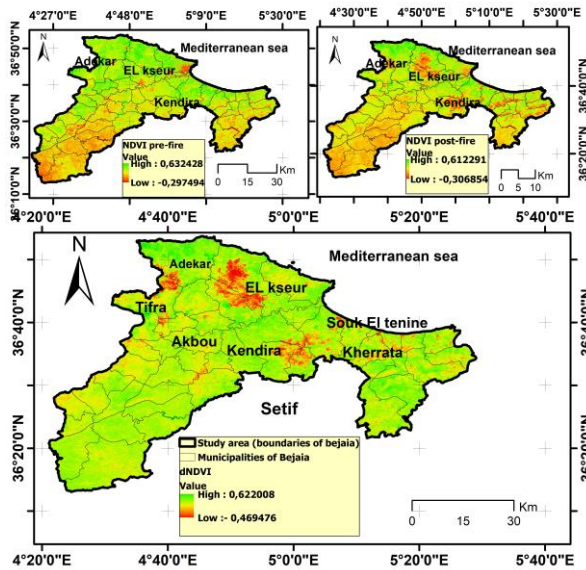 4°27'0"E 4°48'0"E 5°9'0"E 5°30'0"E
36°50'0"N
36°30'0"N
36°10'0"N
N
Mediterranean sea
Adekar
EL kseur
Kendira
NDVI pre-fire
Value
High : 0,632428
Low : -0,297494
Km
0 15 30
4°30'0"E 4°50'0"E 5°10'0"E 5°30'0"E
36°40'0"N
36°20'0"N
N
Mediterranean sea
Adekar
EL kseur
Kendira
NDVI post-fire
Value
High : 0,612291
Low : -0,306854
Km
0 5 10
4°20'0"E 4°40'0"E 5°0'0"E 5°20'0"E 5°40'0"E
N
Mediterranean sea
Adekar
EL kseur
Tifra
Souk El tenine
Akbou
Kendira
Kherrata
Setif
36°40'0"N
36°20'0"N
36°40'0"N
36°20'0"N
Study area (boundaries of bejaia)
Municipalities of Bejaia
dNDVI
Value
High : 0,622008
Low :- 0,469476
Km
0 15 30
4°20'0"E 4°40'0"E 5°0'0"E 5°20'0"E 5°40'0"E